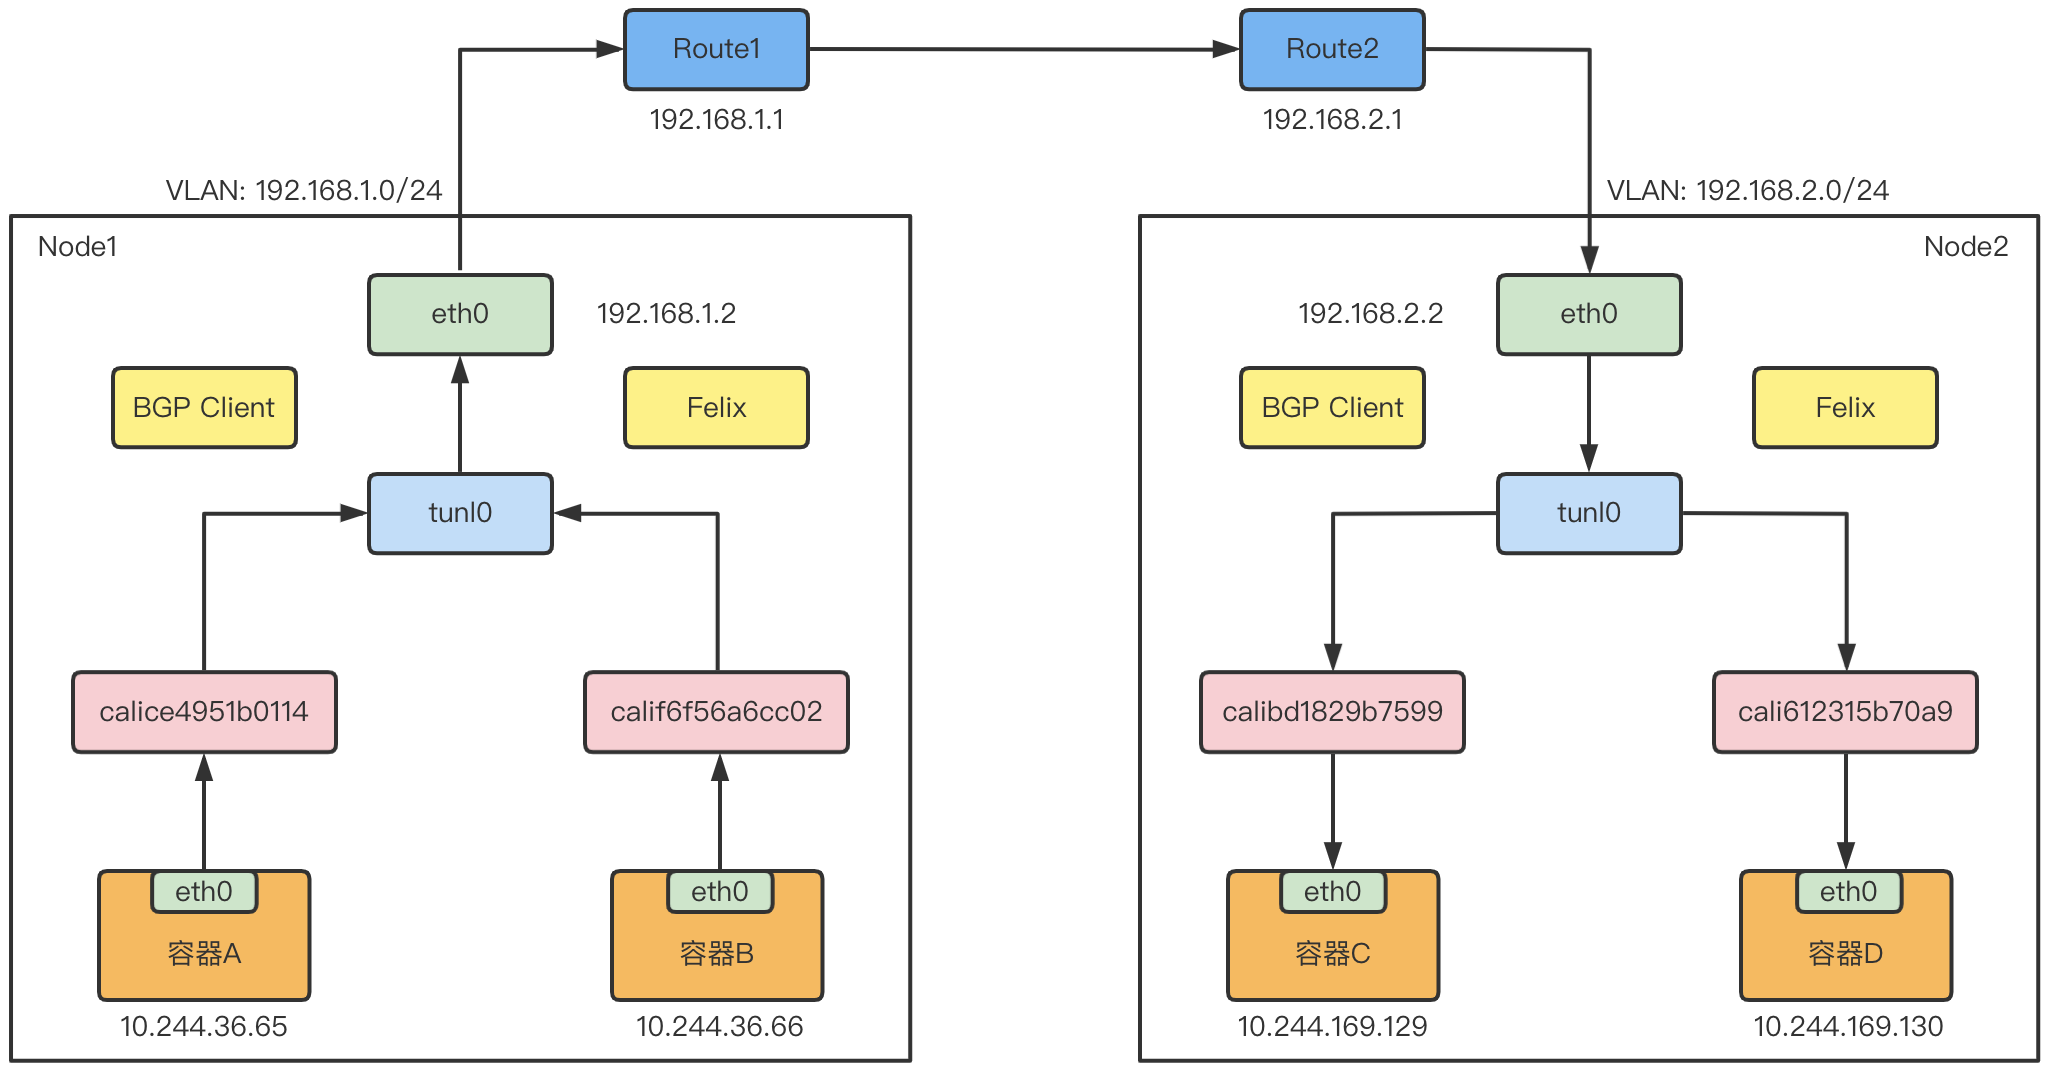 Route1
Route2
192.168.1.1
192.168.2.1
VLAN: 192.168.1.0/24
VLAN: 192.168.2.0/24
Node1
eth0
192.168.1.2
BGP Client
Felix
tunl0
calice4951b0114
calif6f56a6cc02
eth0
容器A
10.244.36.65
eth0
容器B
10.244.36.66
Node2
192.168.2.2
eth0
BGP Client
Felix
tunl0
calibd1829b7599
cali612315b70a9
eth0
容器C
10.244.169.129
eth0
容器D
10.244.169.130